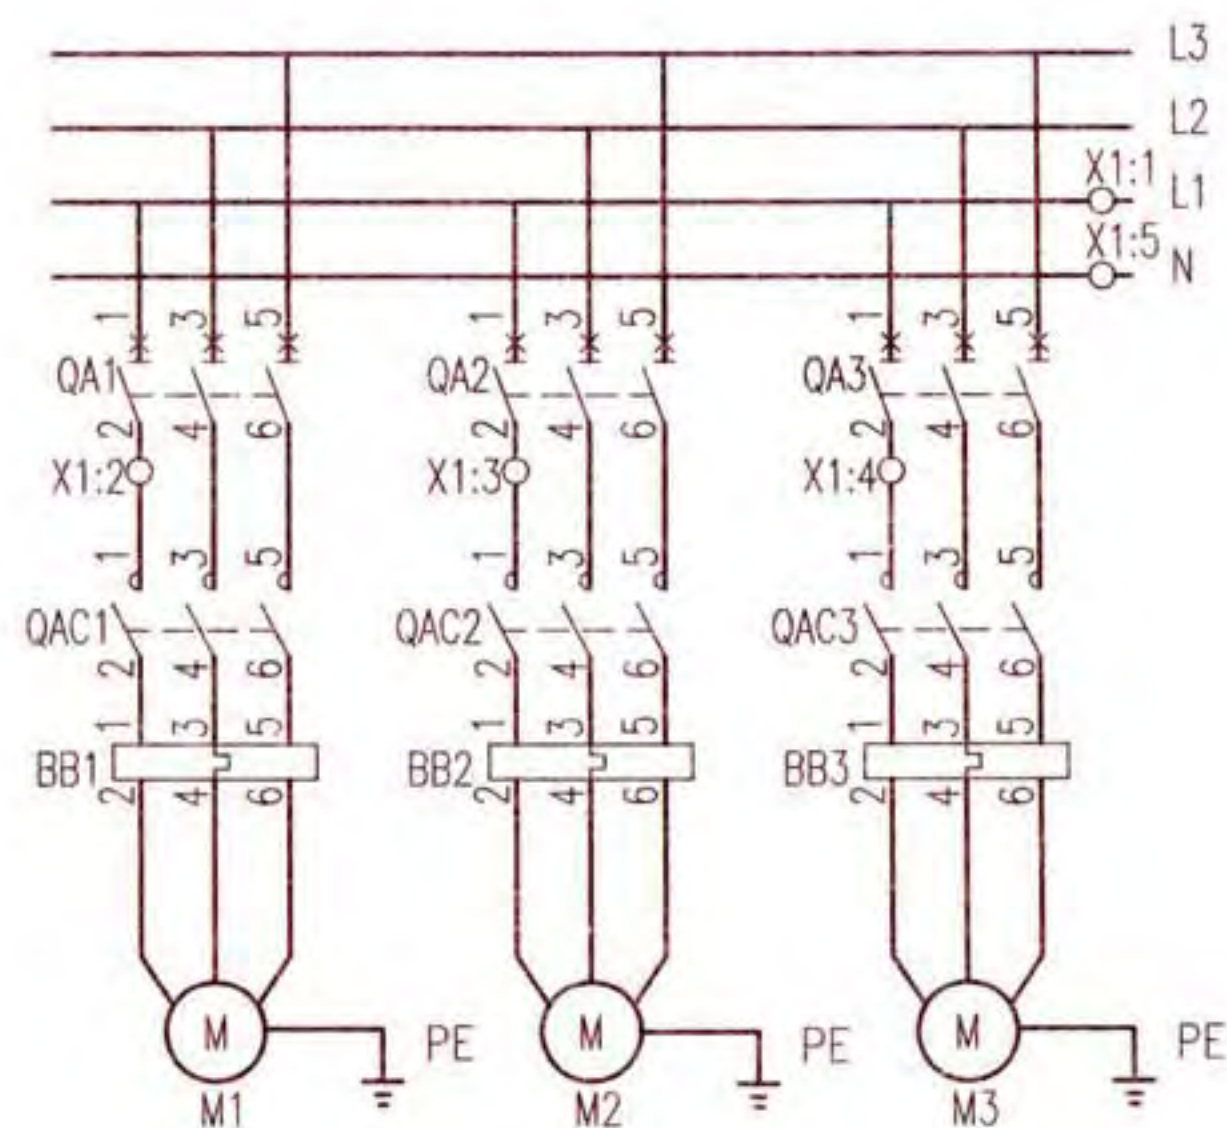 L3
L2
X1:1 L1
X1:5 N
1 3 5 1 3 5 1 3 5
QA1 QA2 QA3
2 4 6 2 4 6 2 4 6
X1:2 X1:3 X1:4
1 3 5 1 3 5 1 3 5
QAC1 QAC2 QAC3
2 4 6 2 4 6 2 4 6
1 3 5 1 3 5 1 3 5
BB1 BB2 BB3
2 4 6 2 4 6 2 4 6
M PE M PE M PE
M1 M2 M3